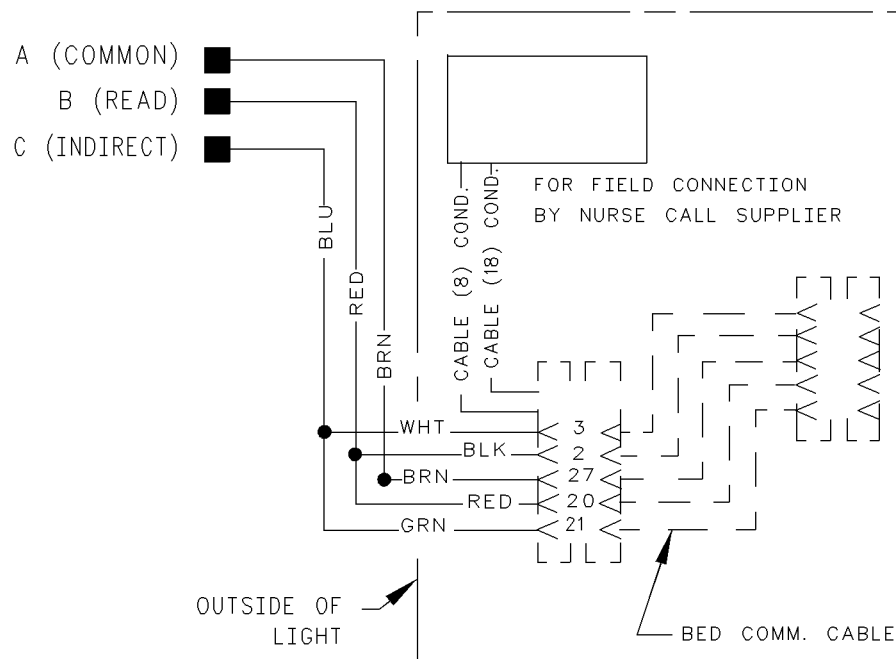 A (COMMON)
B (READ)
C (INDIRECT)
FOR FIELD CONNECTION
BY NURSE CALL SUPPLIER
BLU
RED
BRN
CABLE (8) COND.
CABLE (18) COND.
WHT 3
BLK 2
BRN 27
RED 20
GRN 21
OUTSIDE OF
LIGHT
BED COMM. CABLE